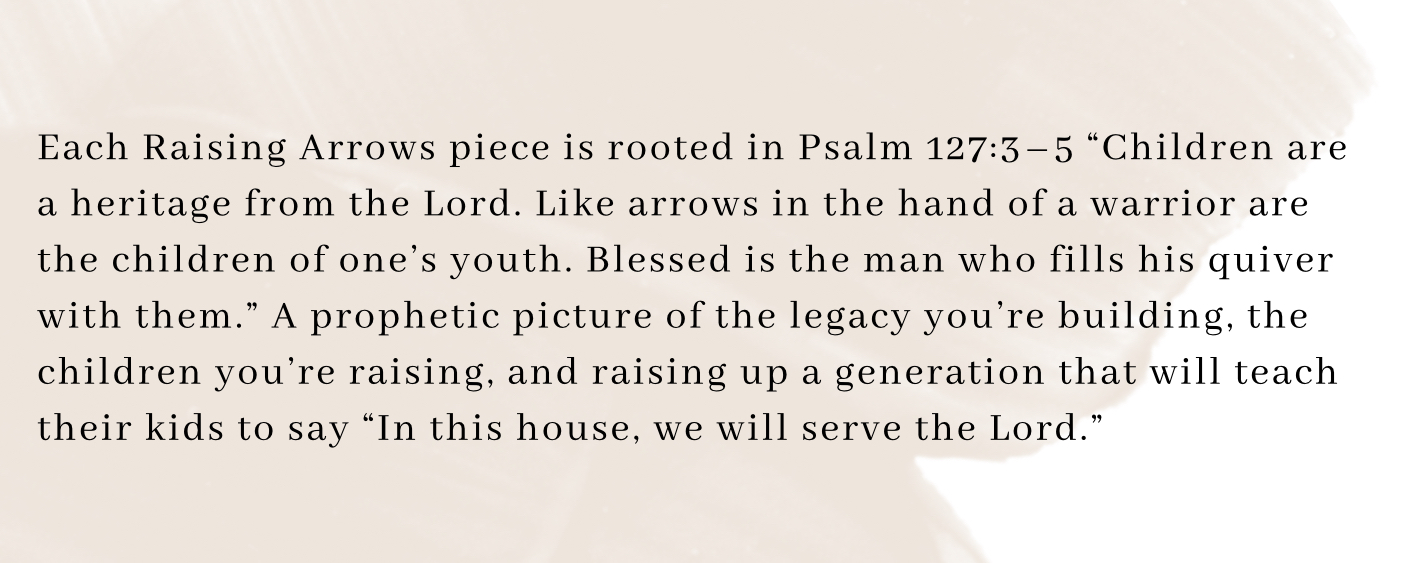 Each Raising Arrows piece is rooted in Psalm 127:3–5 “Children are
a heritage from the Lord. Like arrows in the hand of a warrior are
the children of one’s youth. Blessed is the man who fills his quiver
with them.” A prophetic picture of the legacy you’re building, the
children you’re raising, and raising up a generation that will teach
their kids to say “In this house, we will serve the Lord.”